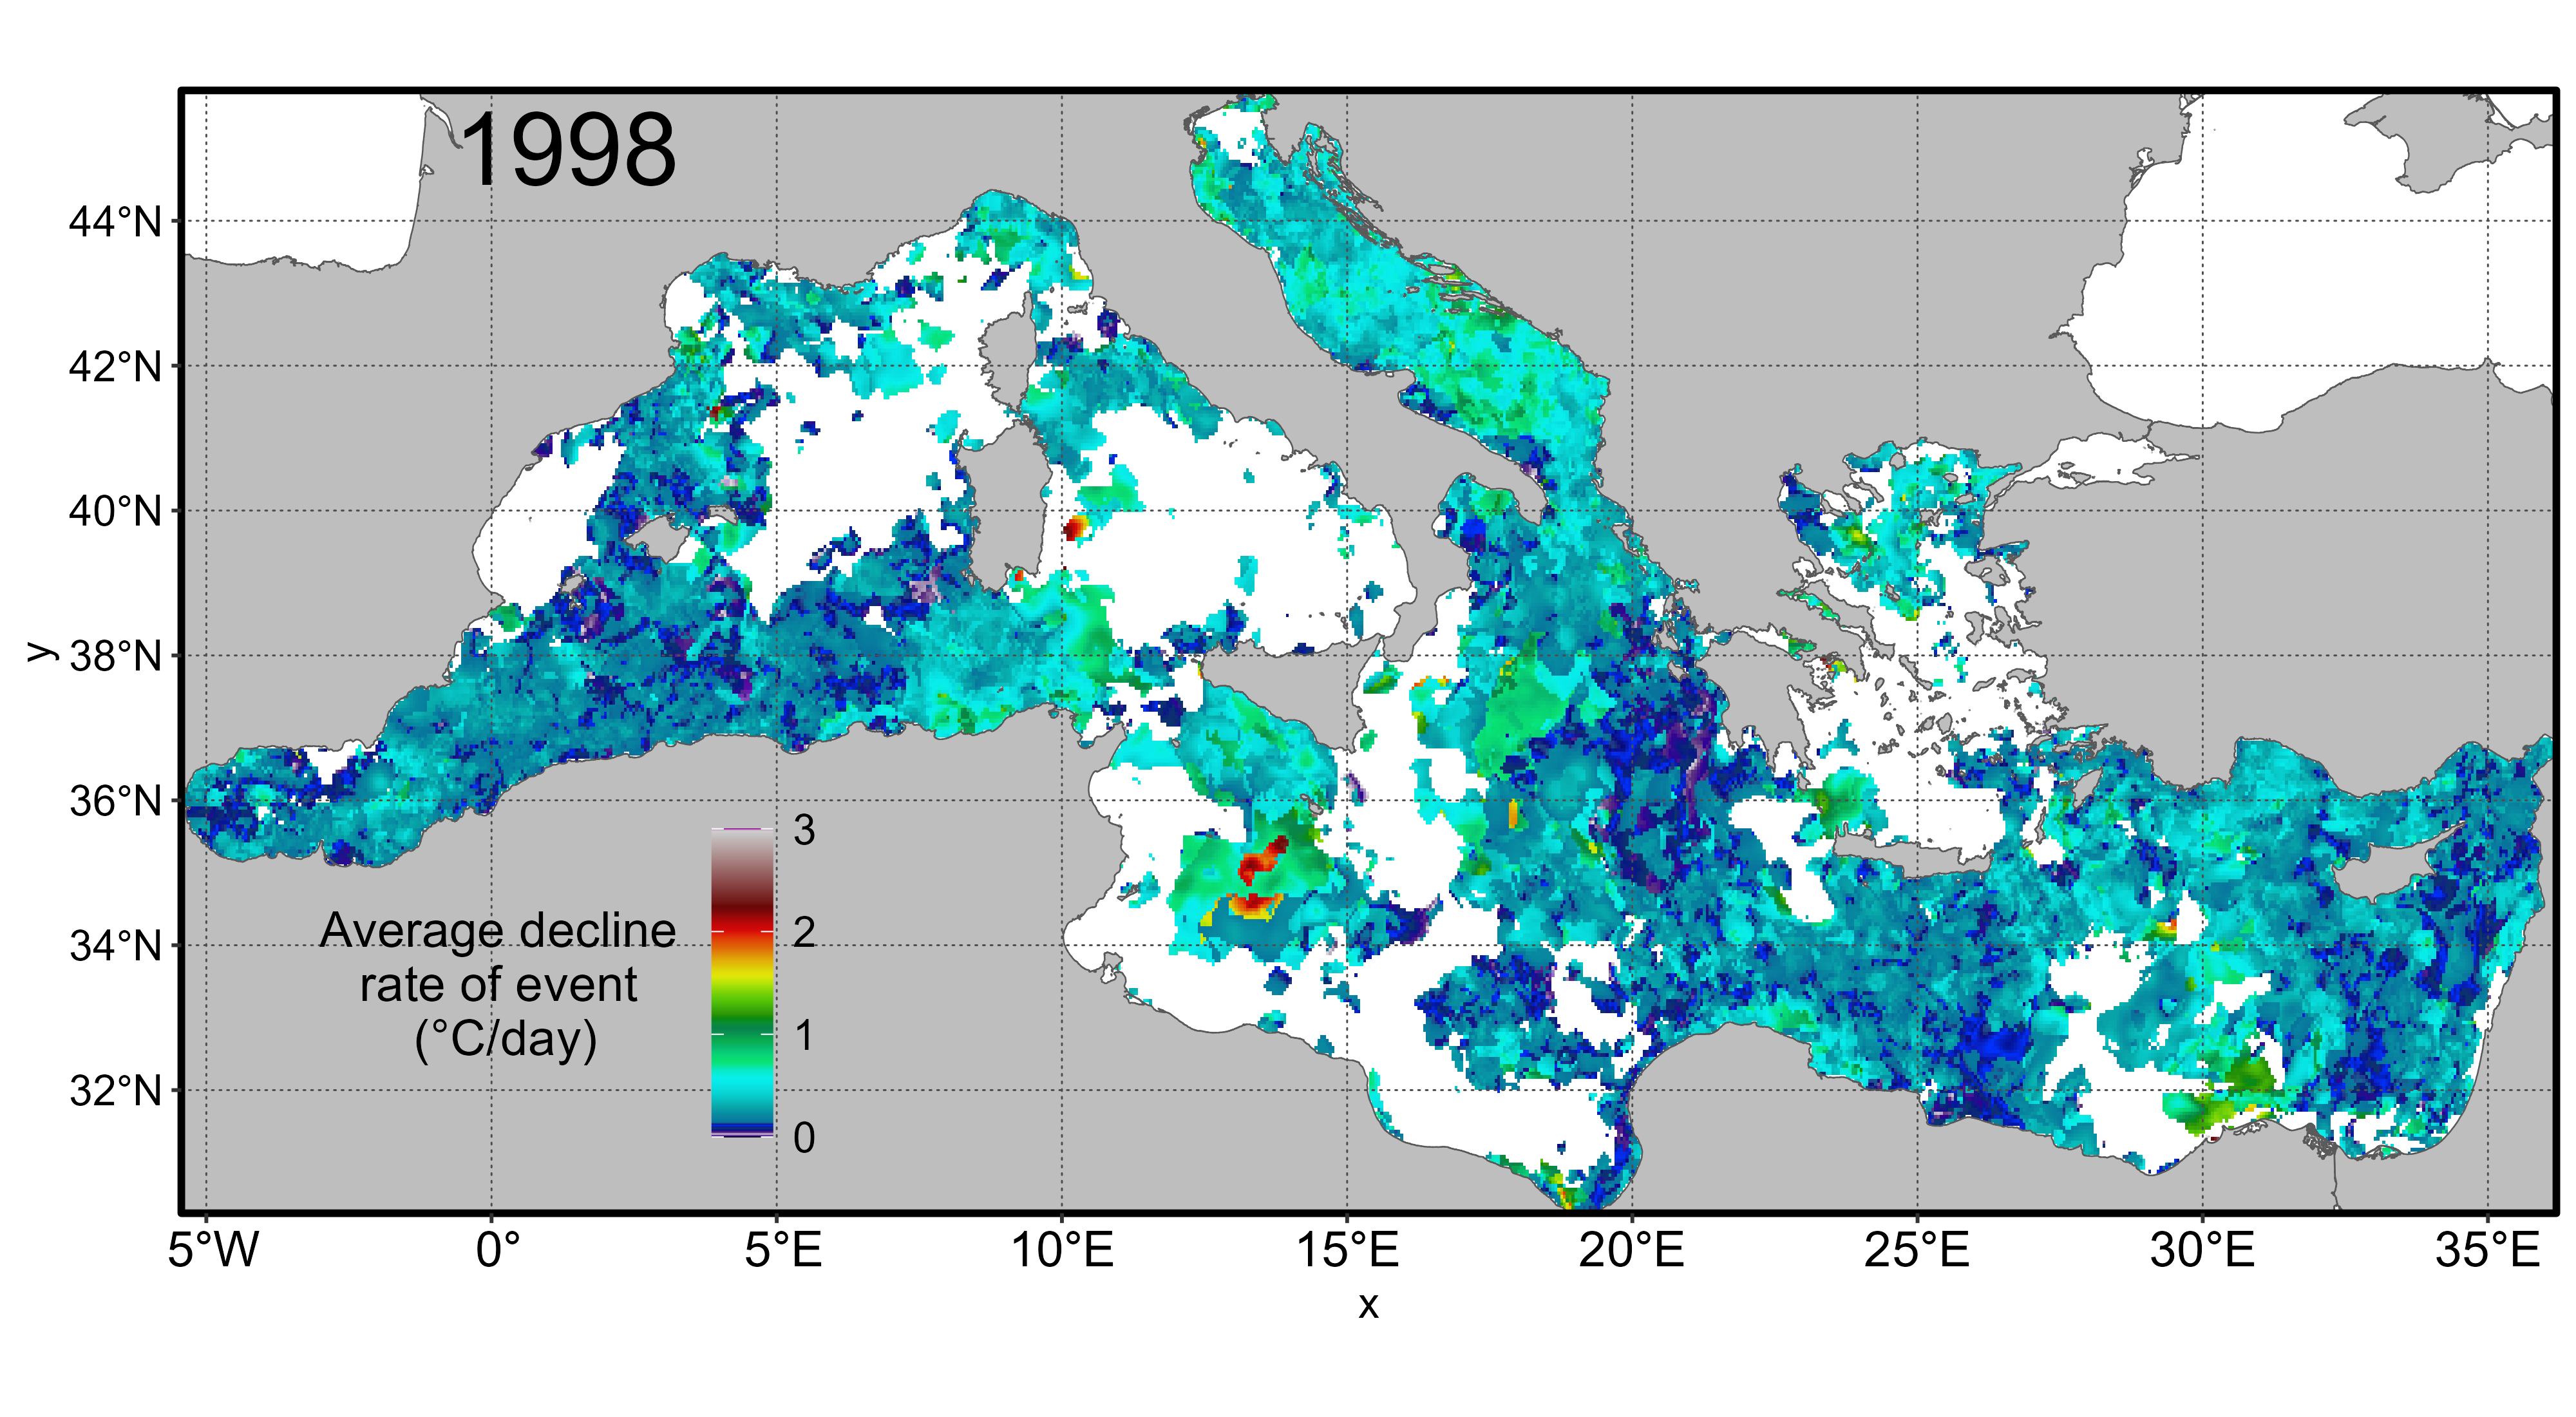 1998
44°N
42°N
40°N
38°N
36°N
34°N
32°N
y
3
2
1
0
Average decline
rate of event
(°C/day)
5°W
0°
5°E
10°E
15°E
20°E
25°E
30°E
35°E
x